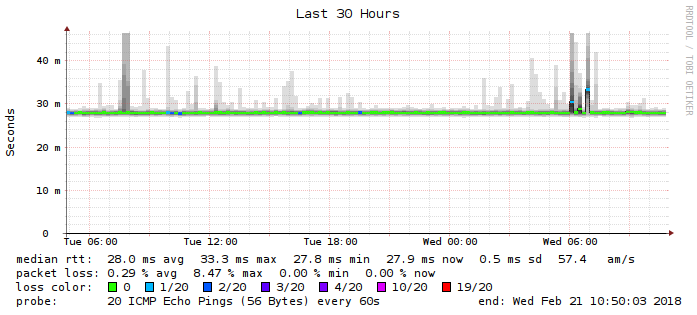 Last 30 Hours
RRDTOOL / TOBI OETIKER
Seconds
40 m
30 m
20 m
10 m
0
Tue 06:00 Tue 12:00 Tue 18:00 Wed 00:00 Wed 06:00
median rtt: 28.0 ms avg 33.3 ms max 27.8 ms min 27.9 ms now 0.5 ms sd 57.4 am/s
packet loss: 0.29 % avg 8.47 % max 0.00 % min 0.00 % now
loss color: 0 1/20 2/20 3/20 4/20 10/20 19/20
probe: 20 ICMP Echo Pings (56 Bytes) every 60s end: Wed Feb 21 10:50:03 2018